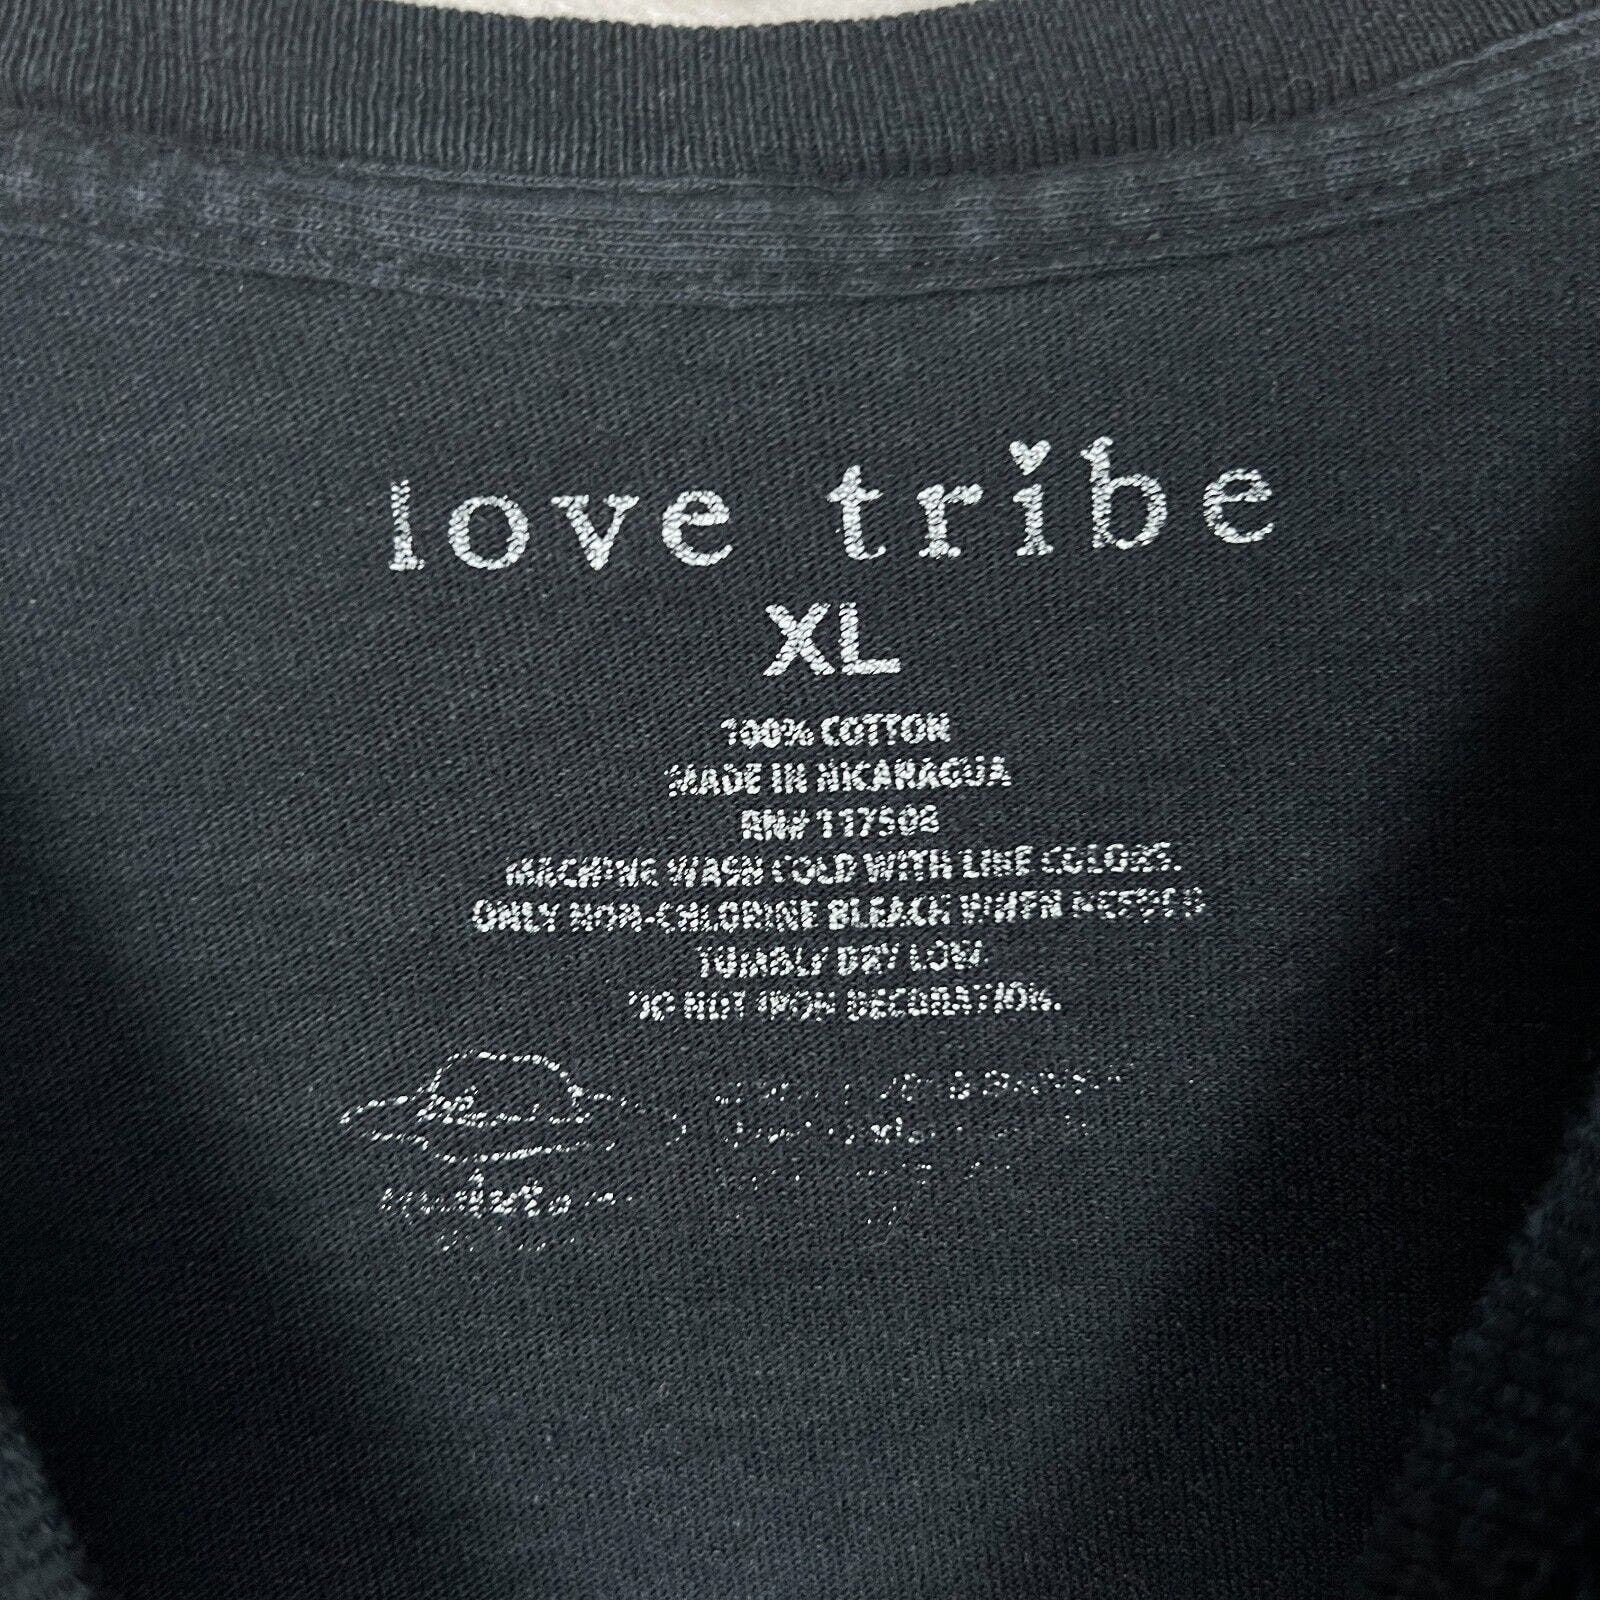 love tribe
XL
100% COTTON
MADE IN NICARAGUA
RN# 117508
MACHINE WASH COLD WITH LIKE COLORS.
ONLY NON-CHLORINE BLEACH WHEN NEEDED
TUMBLY DRY LOW.
DO NOT IRON DECORATION.